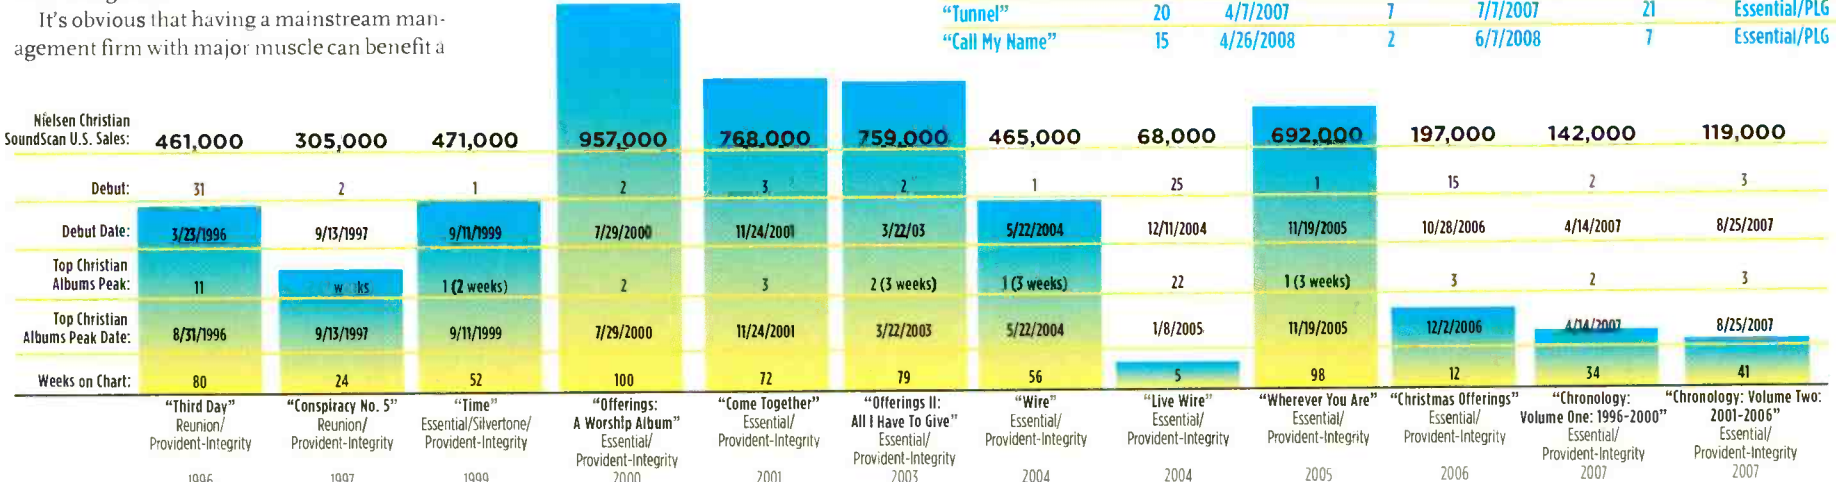 It's obvious that having a mainstream man-
agement firm with major muscle can benefit a
"Tunnel" 20 4/7/2007 7 7/7/2007 21 Essential/PLG
"Call My Name" 15 4/26/2008 2 6/7/2008 7 Essential/PLG
Nielsen Christian
SoundScan U.S. Sales: 461,000 305,000 471,000 957,000 768,000 759,000 465,000 68,000 692,000 197,000 142,000 119,000
Debut: 31 2 1 2 3 2 1 25 1 15 2 3
Debut Date: 3/23/1996 9/13/1997 9/11/1999 7/29/2000 11/24/2001 3/22/03 5/22/2004 12/11/2004 11/19/2005 10/28/2006 4/14/2007 8/25/2007
Top Christian
Albums Peak: 11 1 (2 weeks) 2 3 2 (3 weeks) 1 (3 weeks) 22 1 (3 weeks) 3 2 3
Top Christian
Albums Peak Date: 8/31/1996 9/13/1997 9/11/1999 7/29/2000 11/24/2001 3/22/2003 5/22/2004 1/8/2005 11/19/2005 12/2/2006 4/14/2007 8/25/2007
Weeks on Chart: 80 24 52 100 72 79 56 5 98 12 34 41
"Third Day"
Reunion/
Provident-Integrity
1996
"Conspiracy No. 5"
Reunion/
Provident-Integrity
1997
"Time"
Essential/Silvertone/
Provident-Integrity
1999
"Offerings:
A Worship Album"
Essential/
Provident-Integrity
2000
"Come Together"
Essential/
Provident-Integrity
2001
"Offerings II:
All I Have To Give"
Essential/
Provident-Integrity
2003
"Wire"
Essential/
Provident-Integrity
2004
"Live Wire"
Essential/
Provident-Integrity
2004
"Wherever You Are"
Essential/
Provident-Integrity
2005
"Christmas Offerings"
Essential/
Provident-Integrity
2006
"Chronology:
Volume One: 1996-2000"
Essential/
Provident-Integrity
2007
"Chronology: Volume Two:
2001-2006"
Essential/
Provident-Integrity
2007